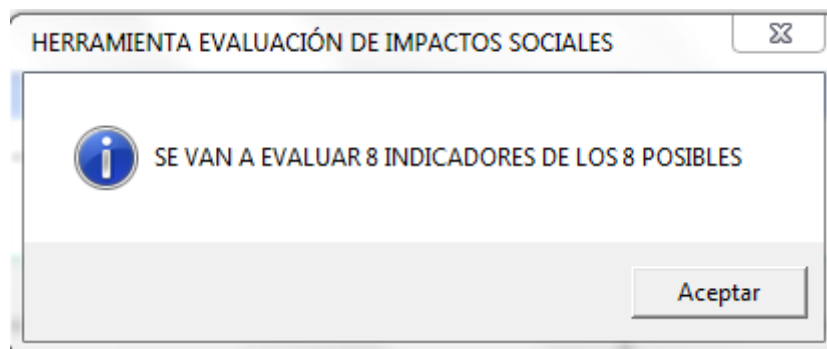 HERRAMIENTA EVALUACIÓN DE IMPACTOS SOCIALES
SE VAN A EVALUAR 8 INDICADORES DE LOS 8 POSIBLES
Aceptar